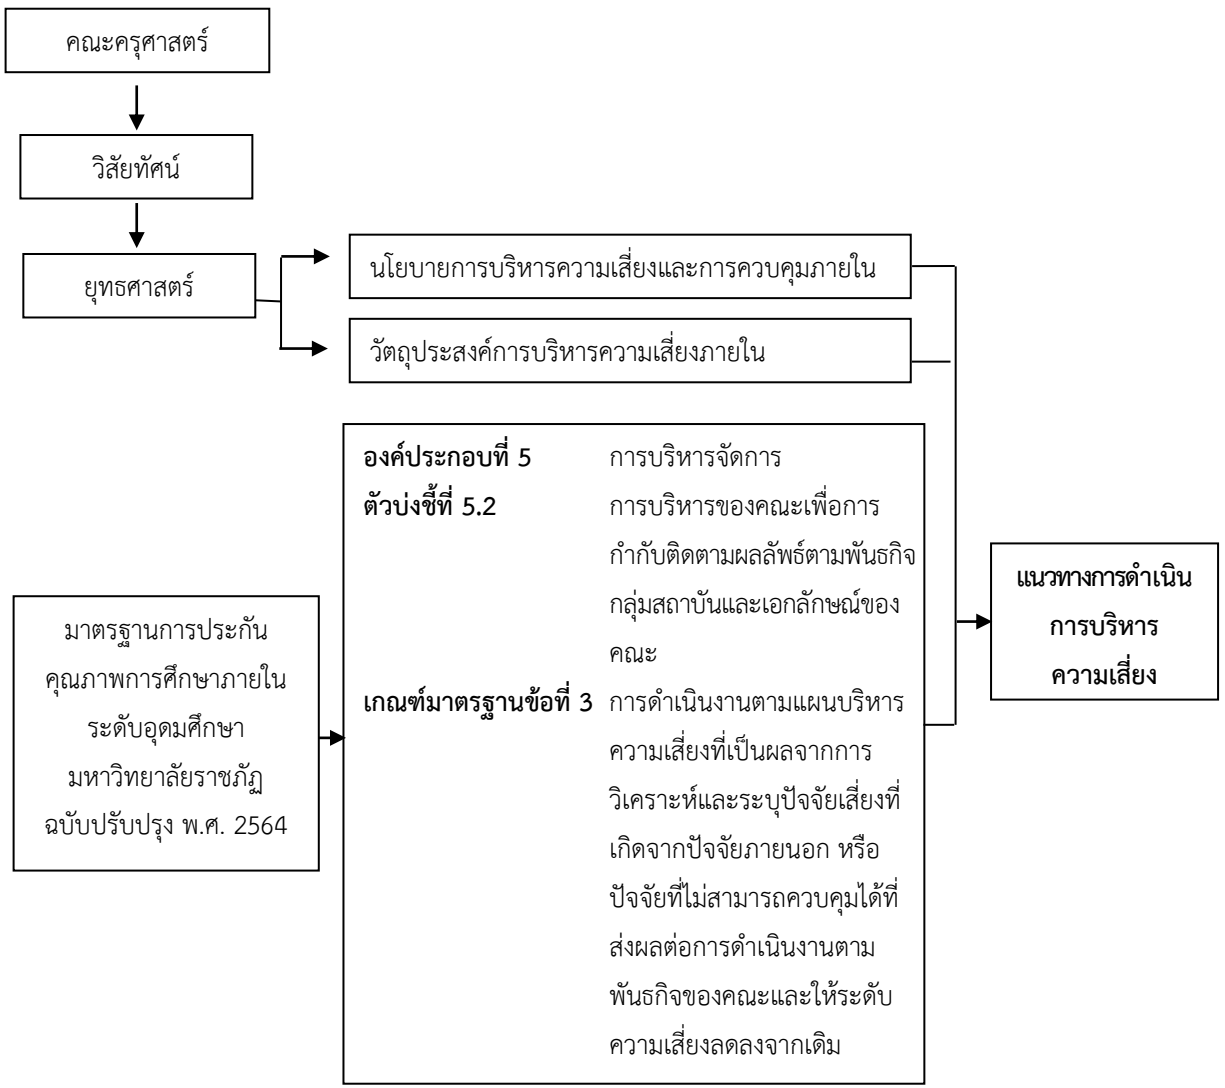 คณะครุศาสตร์
วิสัยทัศน์
ยุทธศาสตร์
นโยบายการบริหารความเสี่ยงและการควบคุมภายใน
วัตถุประสงค์การบริหารความเสี่ยงภายใน
มาตรฐานการประกัน
คุณภาพการศึกษาภายใน
ระดับอุดมศึกษา
มหาวิทยาลัยราชภัฏ
ฉบับปรับปรุง พ.ศ. 2564
องค์ประกอบที่ 5 การบริหารจัดการ
ตัวบ่งชี้ที่ 5.2 การบริหารของคณะเพื่อการ
กำกับติดตามผลลัพธ์ตามพันธกิจ
กลุ่มสถาบันและเอกลักษณ์ของ
คณะ
เกณฑ์มาตรฐานข้อที่ 3 การดำเนินงานตามแผนบริหาร
ความเสี่ยงที่เป็นผลจากการ
วิเคราะห์และระบุปัจจัยเสี่ยงที่
เกิดจากปัจจัยภายนอก หรือ
ปัจจัยที่ไม่สามารถควบคุมได้ที่
ส่งผลต่อการดำเนินงานตาม
พันธกิจของคณะและให้ระดับ
ความเสี่ยงลดลงจากเดิม
แนวทางการดำเนิน
การบริหาร
ความเสี่ยง